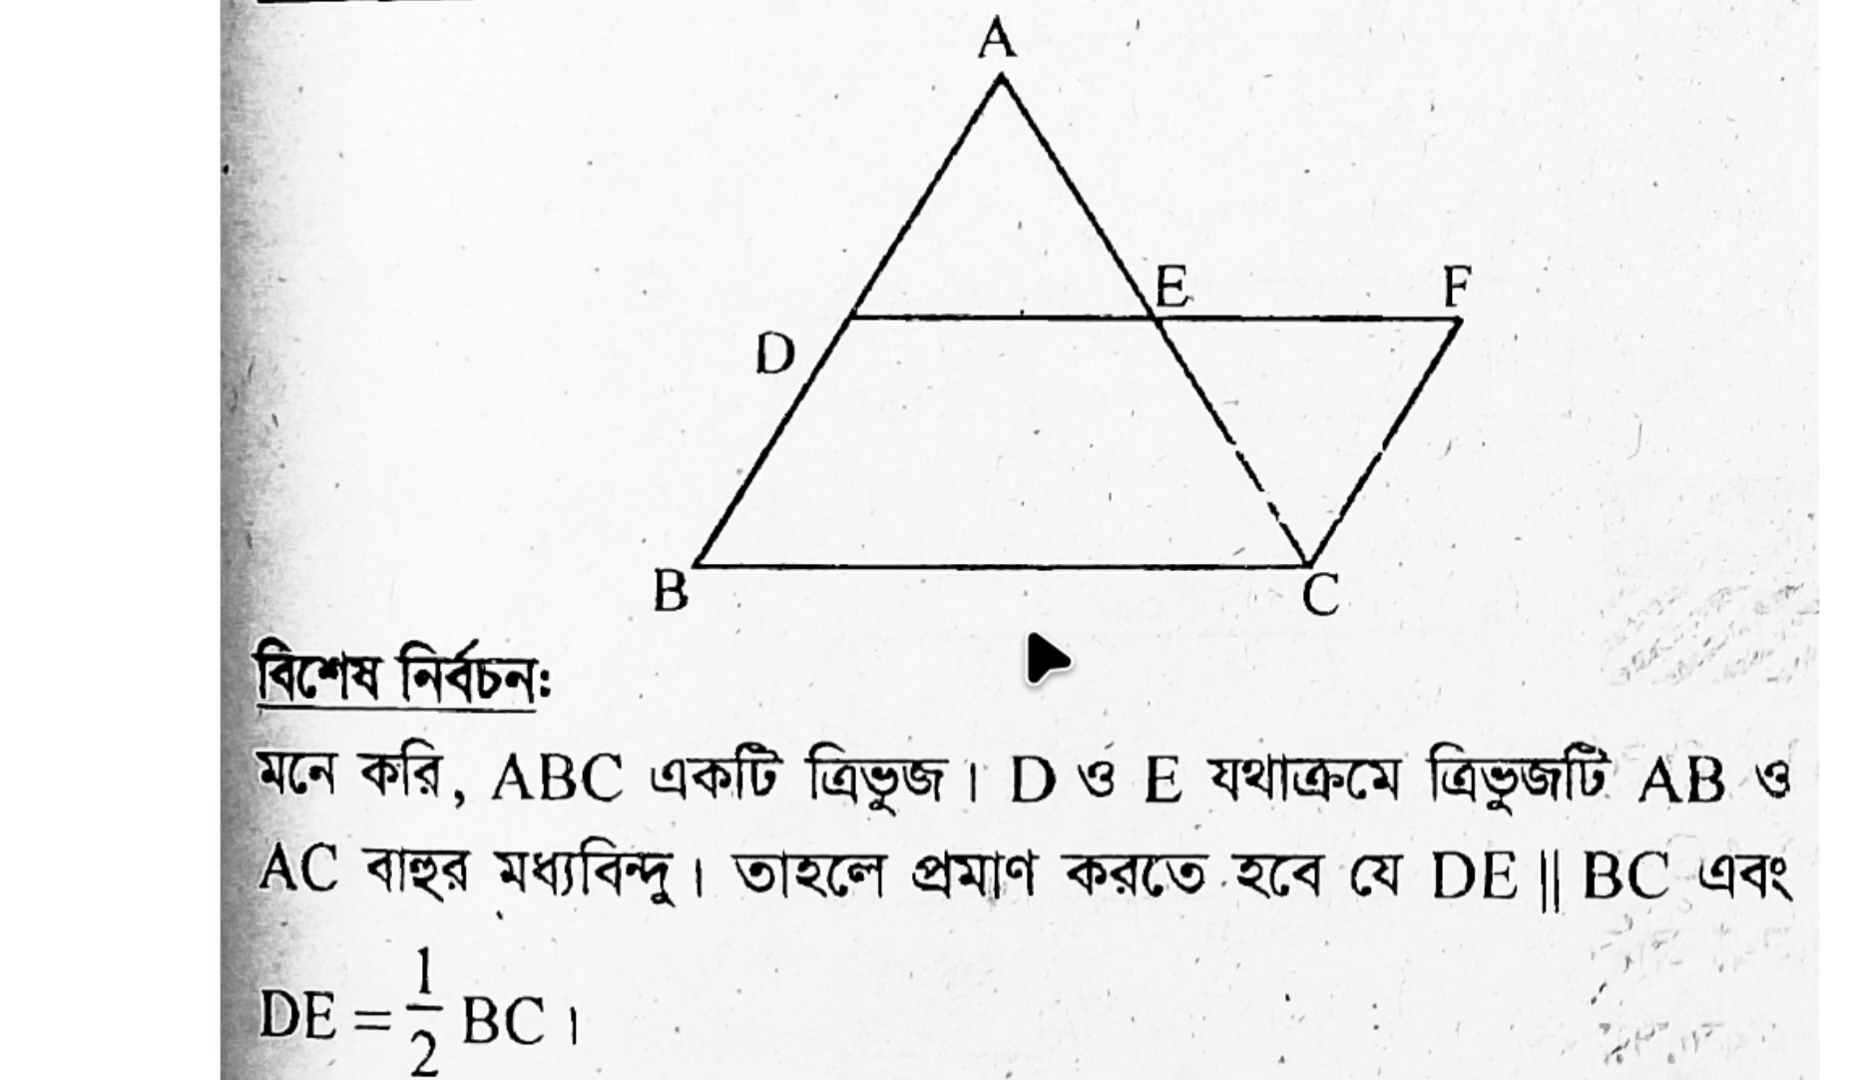 A
E
F
D
B
C
বিশেষ নির্বচনঃ
মনে করি, ABC একটি ত্রিভুজ। D ও E যথাক্রমে ত্রিভুজটি AB ও
AC বাহুর মধ্যবিন্দু। তাহলে প্রমাণ করতে হবে যে DE || BC এবং
DE = 1/2 BC।